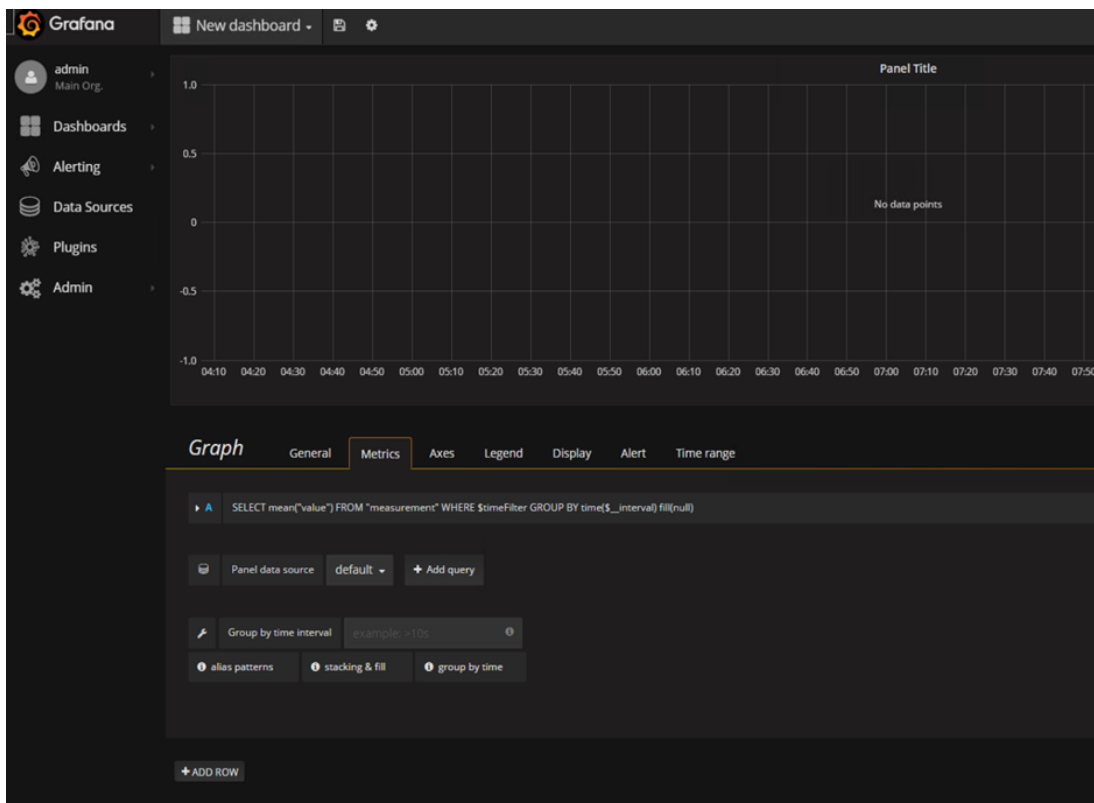 Grafana
New dashboard
admin
Main Org.
Dashboards
Alerting
Data Sources
Plugins
Admin
Panel Title
1.0
0.5
0
-0.5
-1.0
No data points
04:10 04:20 04:30 04:40 04:50 05:00 05:10 05:20 05:30 05:40 05:50 06:00 06:10 06:20 06:30 06:40 06:50 07:00 07:10 07:20 07:30 07:40 07:50
Graph General Metrics Axes Legend Display Alert Time range
A SELECT mean("value") FROM "measurement" WHERE $timeFilter GROUP BY time($__interval) fill(null)
Panel data source default + Add query
Group by time interval example: >10s
alias patterns stacking & fill group by time
+ ADD ROW